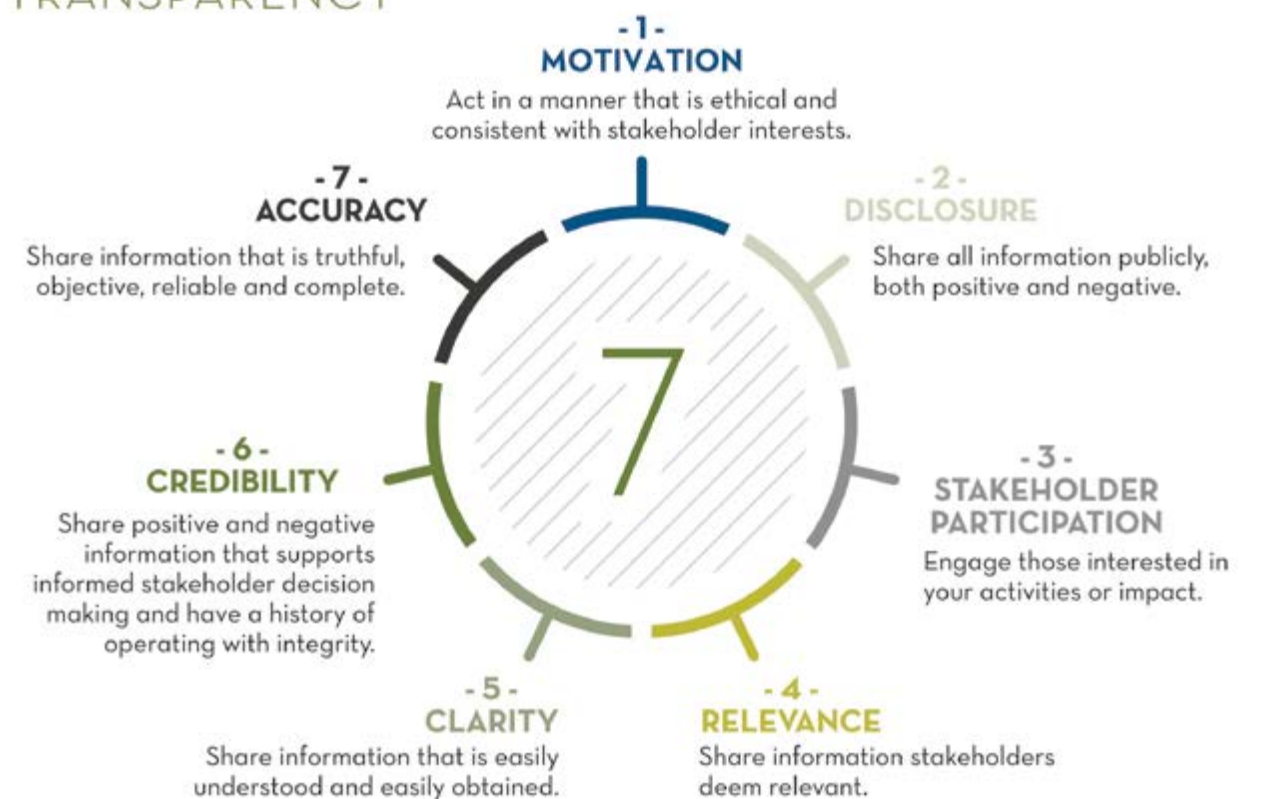 TRANSPARENCY
- 1 -
MOTIVATION
Act in a manner that is ethical and
consistent with stakeholder interests.
- 2 -
DISCLOSURE
Share all information publicly,
both positive and negative.
- 3 -
STAKEHOLDER
PARTICIPATION
Engage those interested in
your activities or impact.
- 4 -
RELEVANCE
Share information stakeholders
deem relevant.
- 5 -
CLARITY
Share information that is easily
understood and easily obtained.
- 6 -
CREDIBILITY
Share positive and negative
information that supports
informed stakeholder decision
making and have a history of
operating with integrity.
- 7 -
ACCURACY
Share information that is truthful,
objective, reliable and complete.
7